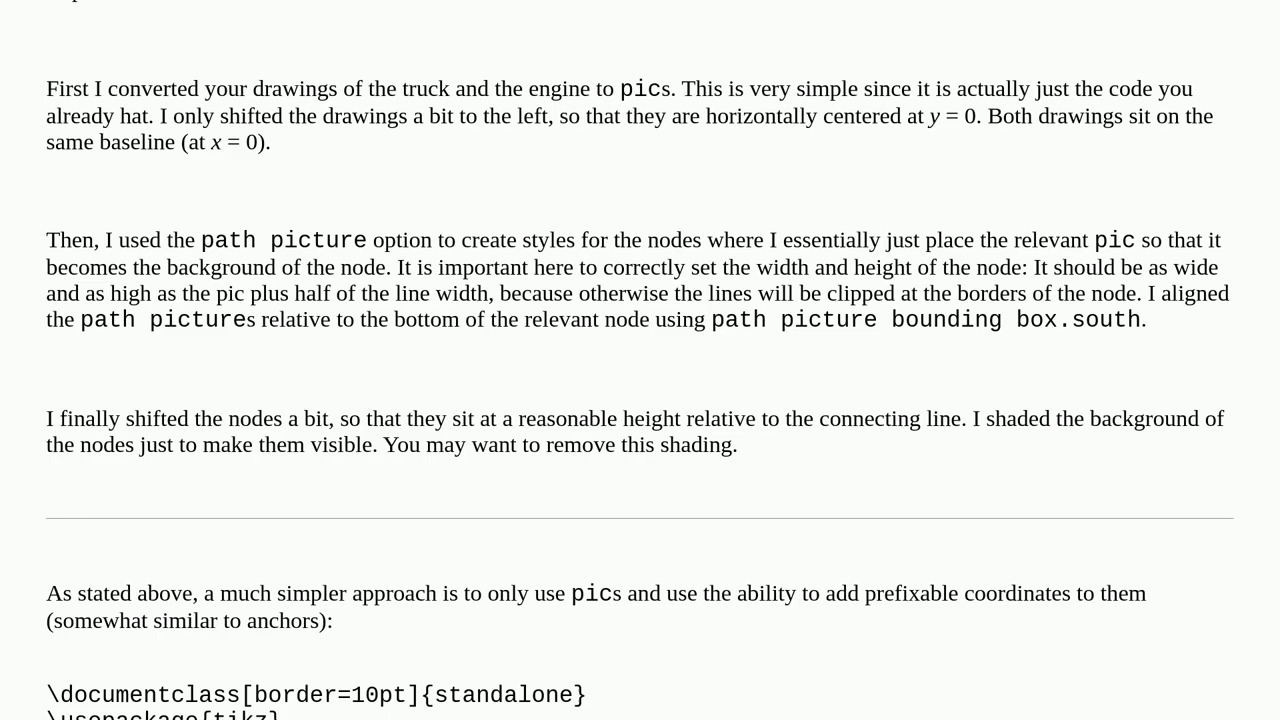 First I converted your drawings of the truck and the engine to pics. This is very simple since it is actually just the code you
already hat. I only shifted the drawings a bit to the left, so that they are horizontally centered at y = 0. Both drawings sit on the
same baseline (at x = 0).
Then, I used the path picture option to create styles for the nodes where I essentially just place the relevant pic so that it
becomes the background of the node. It is important here to correctly set the width and height of the node: It should be as wide
and as high as the pic plus half of the line width, because otherwise the lines will be clipped at the borders of the node. I aligned
the path pictures relative to the bottom of the relevant node using path picture bounding box.south.
I finally shifted the nodes a bit, so that they sit at a reasonable height relative to the connecting line. I shaded the background of
the nodes just to make them visible. You may want to remove this shading.
As stated above, a much simpler approach is to only use pics and use the ability to add prefixable coordinates to them
(somewhat similar to anchors):
\documentclass[border=10pt]{standalone}
\usepackage{tikz}